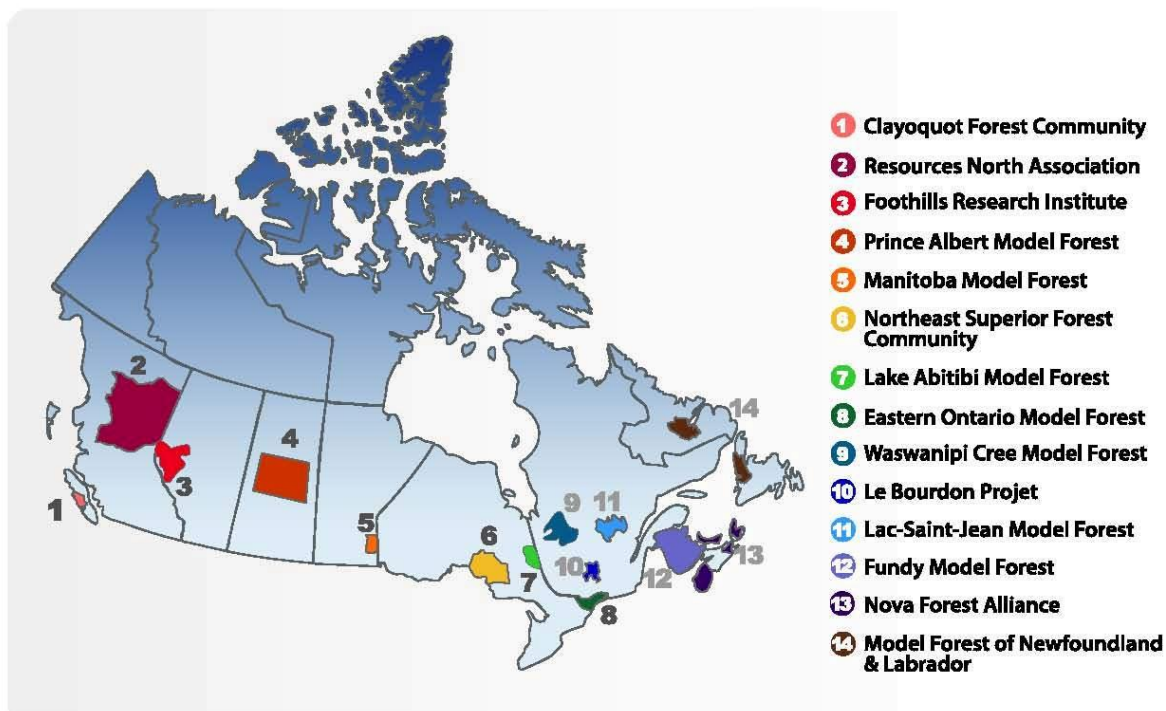 1 Clayoquot Forest Community
2 Resources North Association
3 Foothills Research Institute
4 Prince Albert Model Forest
5 Manitoba Model Forest
6 Northeast Superior Forest
Community
7 Lake Abitibi Model Forest
8 Eastern Ontario Model Forest
9 Waswanipi Cree Model Forest
10 Le Bourdon Projet
11 Lac-Saint-Jean Model Forest
12 Fundy Model Forest
13 Nova Forest Alliance
14 Model Forest of Newfoundland
& Labrador
2
14
4
3
1
9
11
5
6
10
7
12
13
8